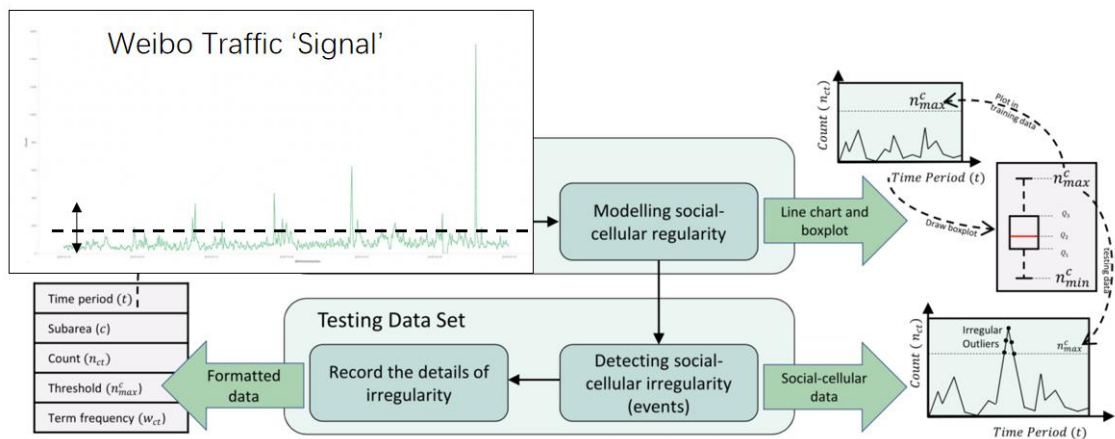 Weibo Traffic ‘Signal’
Modelling social-
cellular regularity
Line chart and
boxplot
Count (n_ct)
n^c_max
Time Period (t)
Plot in
training data
Draw boxplot
n^c_max
Q₃
Q₂
Q₁
n^c_min
testing data
Time period (t)
Subarea (c)
Count (n_ct)
Threshold (n^c_max)
Term frequency (w_ct)
Formatted
data
Testing Data Set
Record the details of
irregularity
Detecting social-
cellular irregularity
(events)
Social-cellular
data
Count (n_ct)
Irregular
Outliers
n^c_max
Time Period (t)